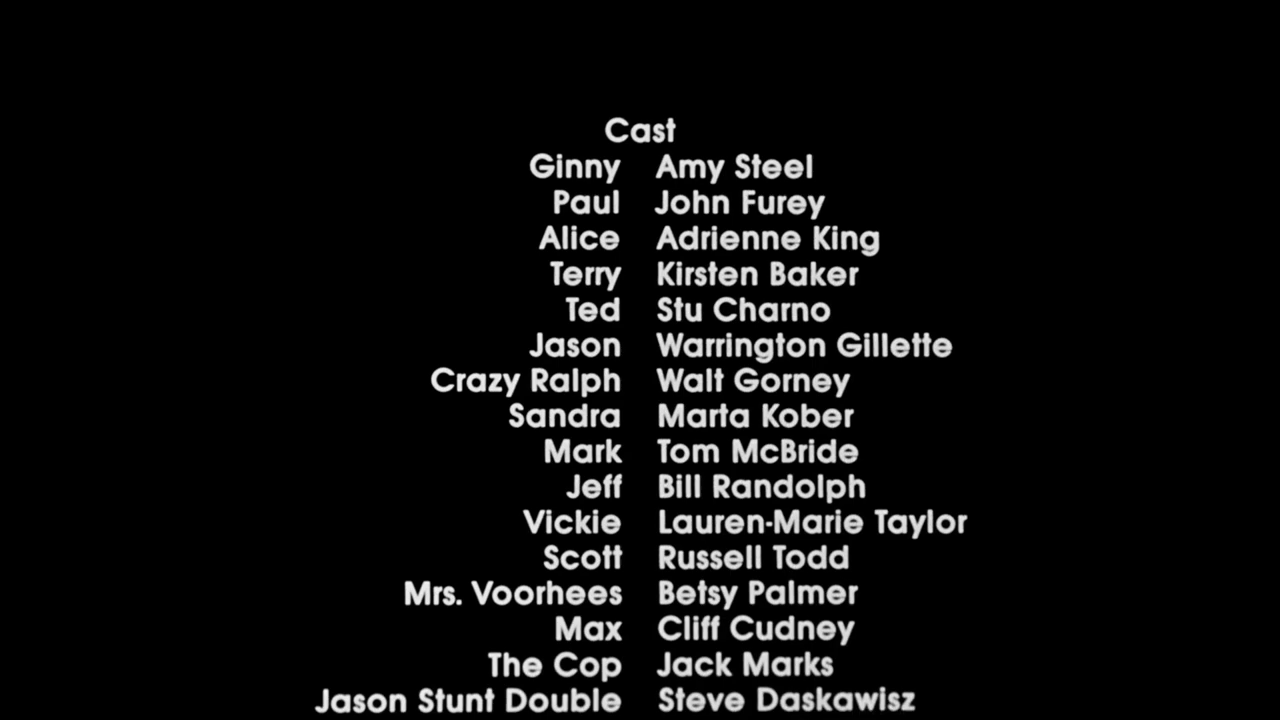 Cast
Ginny Amy Steel
Paul John Furey
Alice Adrienne King
Terry Kirsten Baker
Ted Stu Charno
Jason Warrington Gillette
Crazy Ralph Walt Gorney
Sandra Marta Kober
Mark Tom McBride
Jeff Bill Randolph
Vickie Lauren-Marie Taylor
Scott Russell Todd
Mrs. Voorhees Betsy Palmer
Max Cliff Cudney
The Cop Jack Marks
Jason Stunt Double Steve Daskawisz